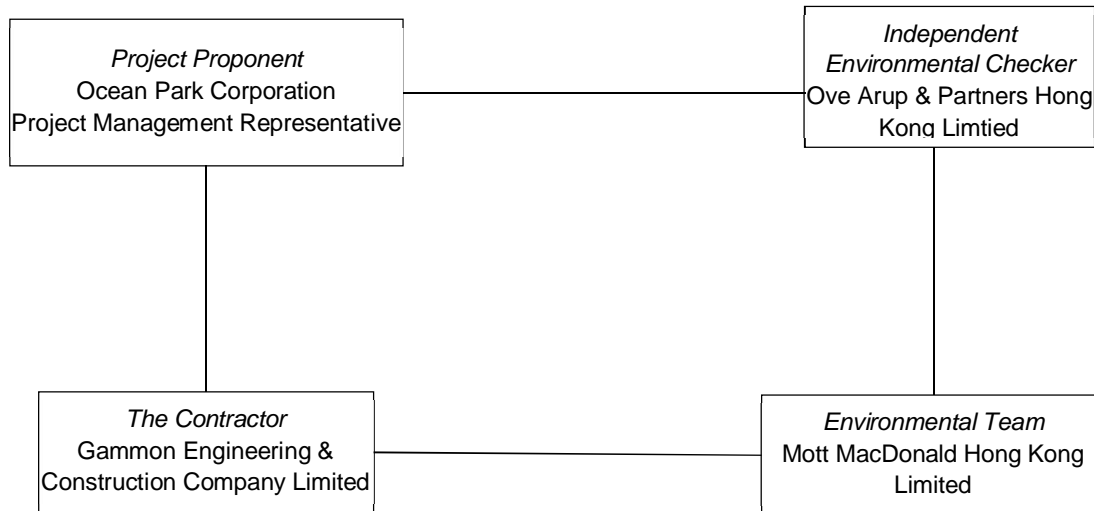 Project Proponent
Ocean Park Corporation
Project Management Representative
Independent
Environmental Checker
Ove Arup & Partners Hong
Kong Limtied
The Contractor
Gammon Engineering &
Construction Company Limited
Environmental Team
Mott MacDonald Hong Kong
Limited